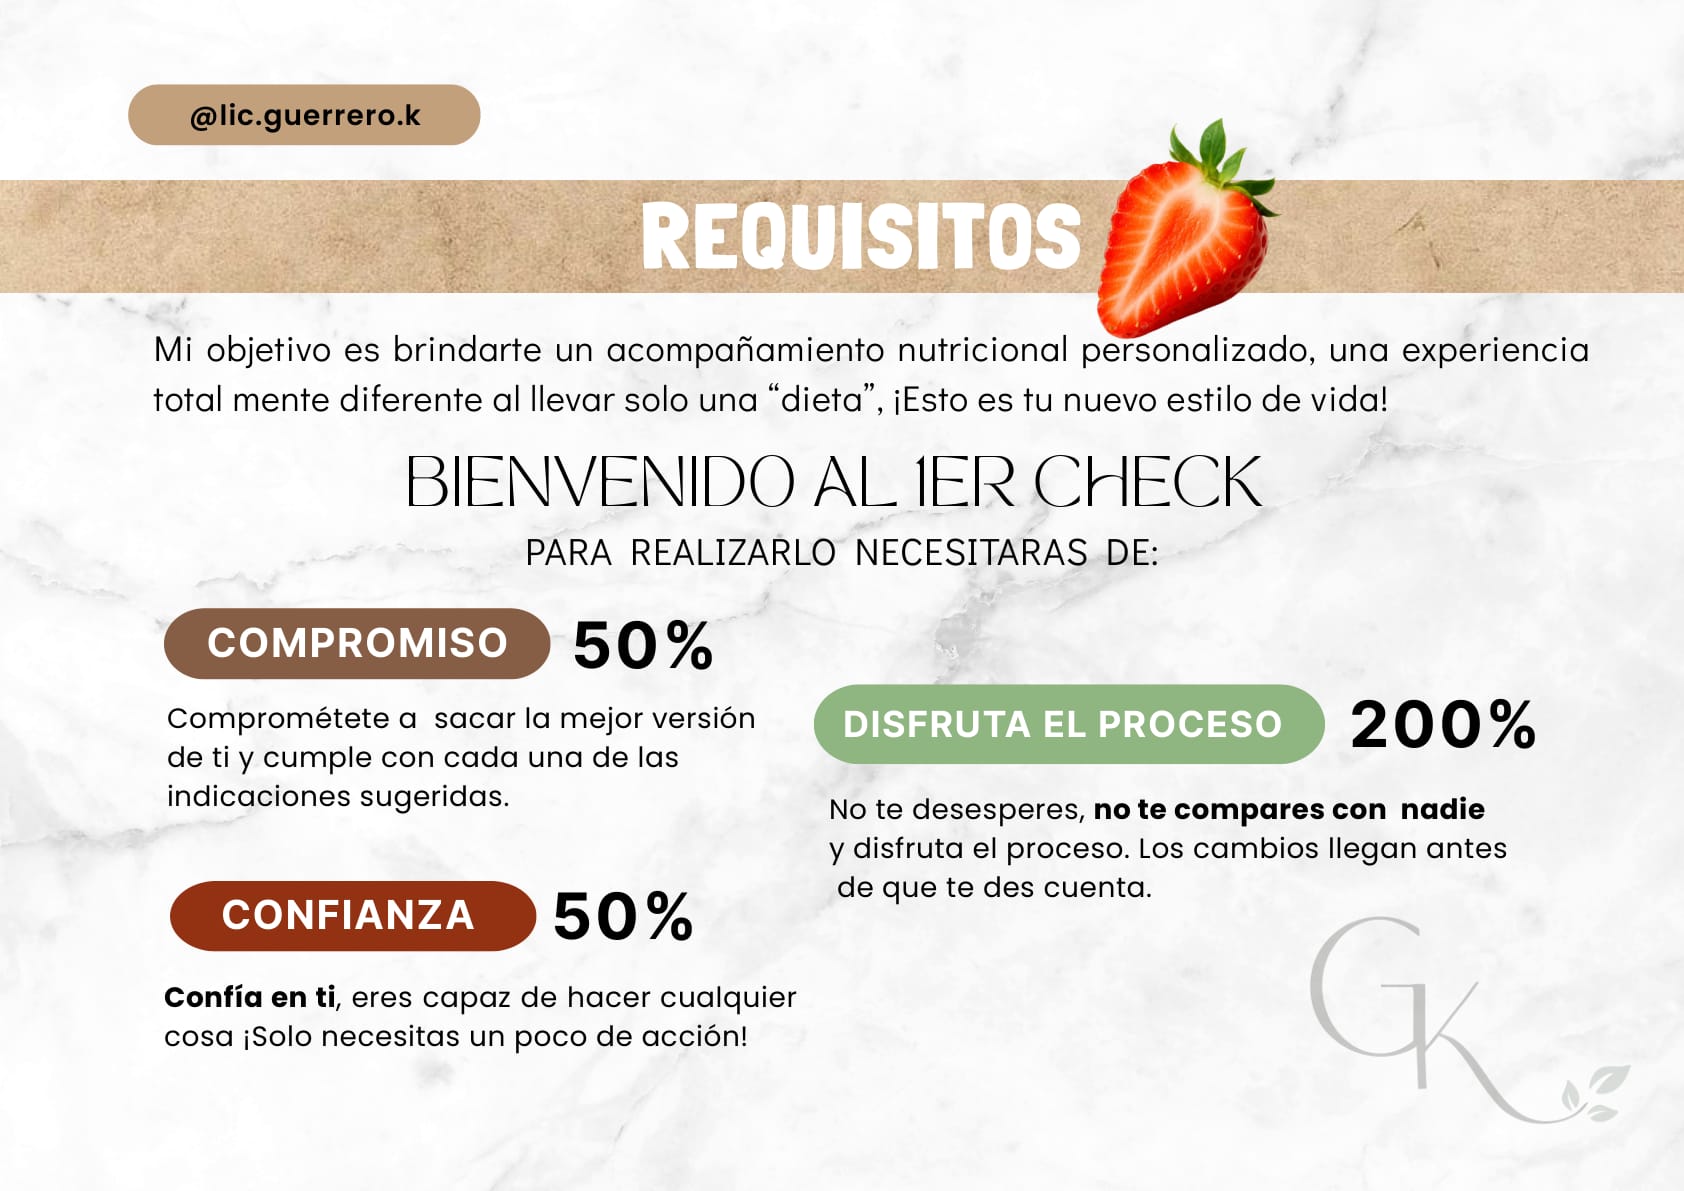 @lic.guerrero.k
REQUISITOS
Mi objetivo es brindarte un acompañamiento nutricional personalizado, una experiencia
total mente diferente al llevar solo una “dieta”, ¡Esto es tu nuevo estilo de vida!
BIENVENIDO AL 1ER CHECK
PARA REALIZARLO NECESITARAS DE:
COMPROMISO 50%
Comprométete a sacar la mejor versión
de ti y cumple con cada una de las
indicaciones sugeridas.
CONFIANZA 50%
Confía en ti, eres capaz de hacer cualquier
cosa ¡Solo necesitas un poco de acción!
DISFRUTA EL PROCESO 200%
No te desesperes, no te compares con nadie
y disfruta el proceso. Los cambios llegan antes
de que te des cuenta.
GK